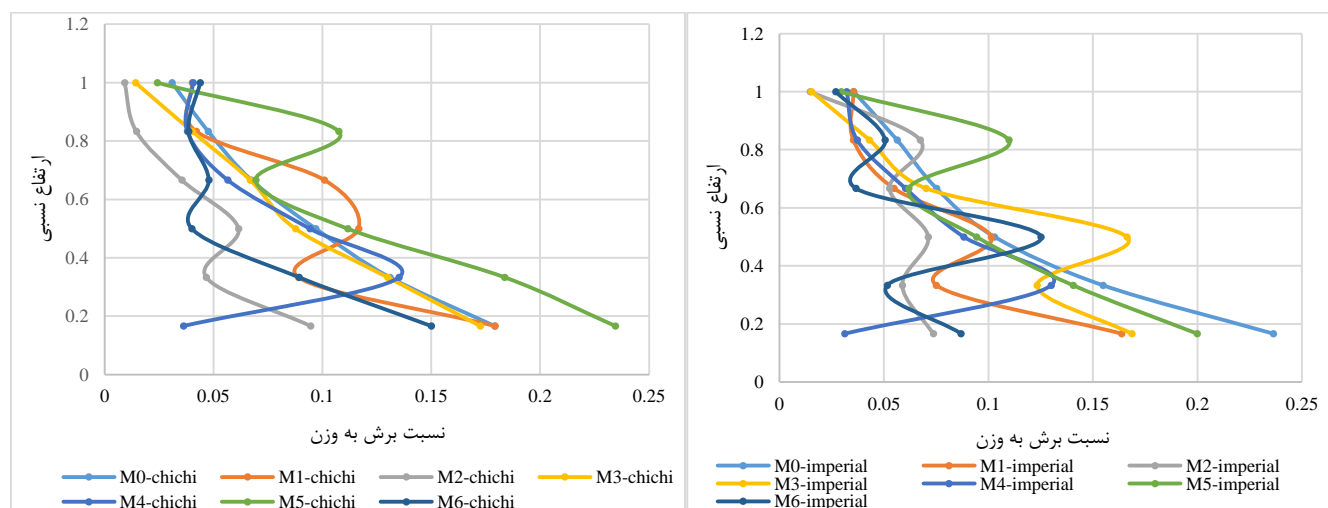 1.2
1
0.8
0.6
0.4
0.2
0
ارتفاع نسبی
0 0.05 0.1 0.15 0.2 0.25
نسبت برش به وزن
M0-chichi M1-chichi M2-chichi M3-chichi
M4-chichi M5-chichi M6-chichi
1.2
1
0.8
0.6
0.4
0.2
0
ارتفاع نسبی
0 0.05 0.1 0.15 0.2 0.25
نسبت برش به وزن
M0-imperial M1-imperial M2-imperial
M3-imperial M4-imperial M5-imperial
M6-imperial